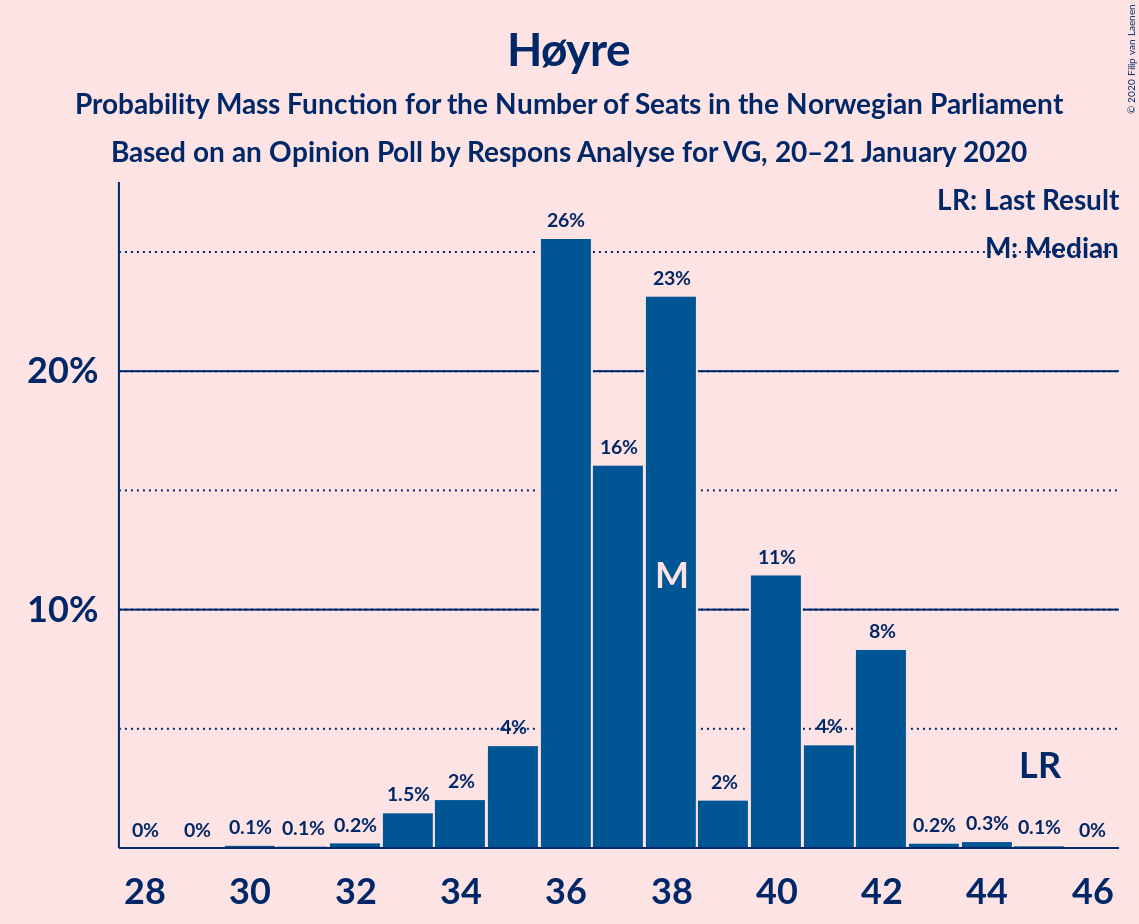 Høyre
Probability Mass Function for the Number of Seats in the Norwegian Parliament
Based on an Opinion Poll by Respons Analyse for VG, 20–21 January 2020
© 2020 Filip van Laenen
LR: Last Result
M: Median
20%
10%
0%
0%
0.1%
0.1%
0.2%
1.5%
2%
4%
26%
16%
23%
2%
11%
4%
8%
0.2%
0.3%
0.1%
0%
M
LR
28 30 32 34 36 38 40 42 44 46